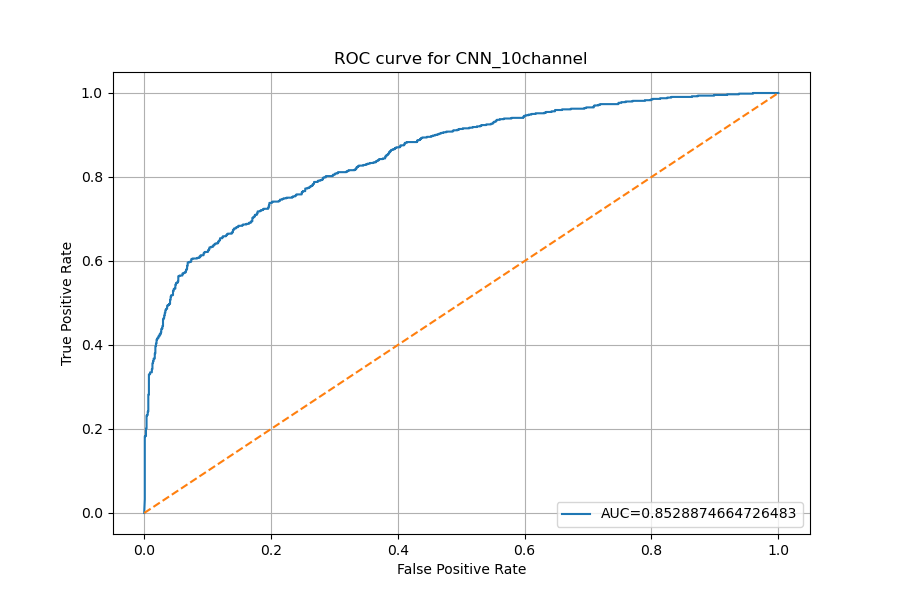 ROC curve for CNN_10channel
True Positive Rate
1.0
0.8
0.6
0.4
0.2
0.0
AUC=0.8528874664726483
0.0 0.2 0.4 0.6 0.8 1.0
False Positive Rate